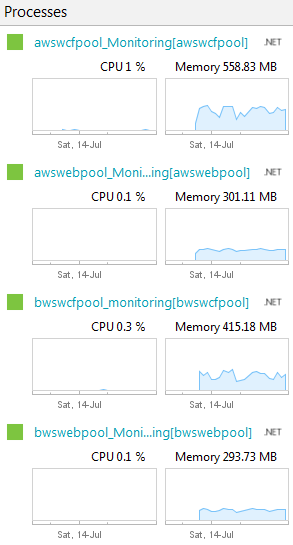 Processes
awswcfpool_Monitoring[awswcfpool] .NET
CPU 1 % Memory 558.83 MB
Sat, 14-Jul Sat, 14-Jul
awswebpool_Moni...ing[awswebpool] .NET
CPU 0.1 % Memory 301.11 MB
Sat, 14-Jul Sat, 14-Jul
bwswcfpool_monitoring[bwswcfpool] .NET
CPU 0.3 % Memory 415.18 MB
Sat, 14-Jul Sat, 14-Jul
bwswebpool_Moni...ing[bwswebpool] .NET
CPU 0.1 % Memory 293.73 MB
Sat, 14-Jul Sat, 14-Jul